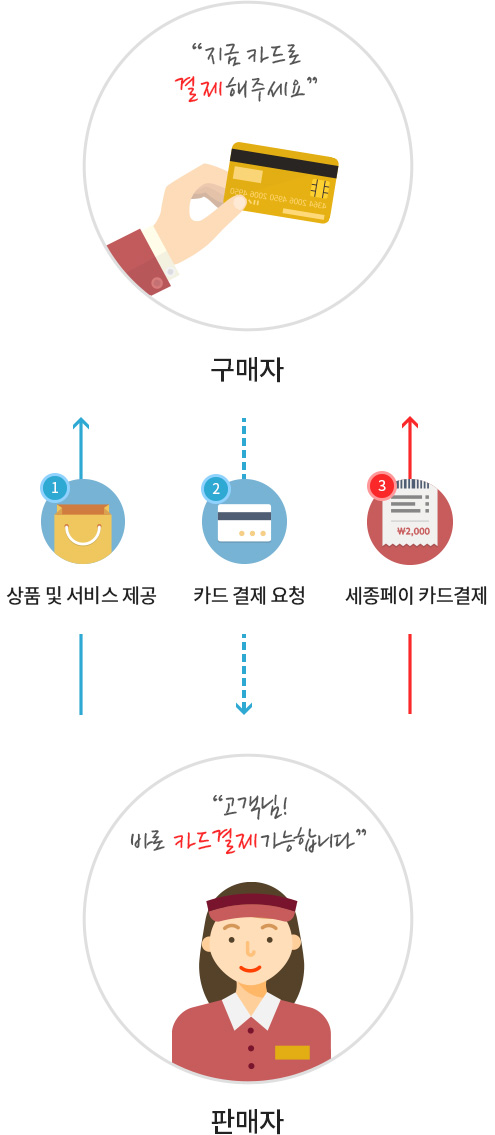 “지금 카드로
결제해주세요”
4364 2006 4950 2006 4950
구매자
1
2
3
₩2,000
상품 및 서비스 제공
카드 결제 요청
세종페이 카드결제
“고객님!
바로 카드결제가능합니다”
판매자